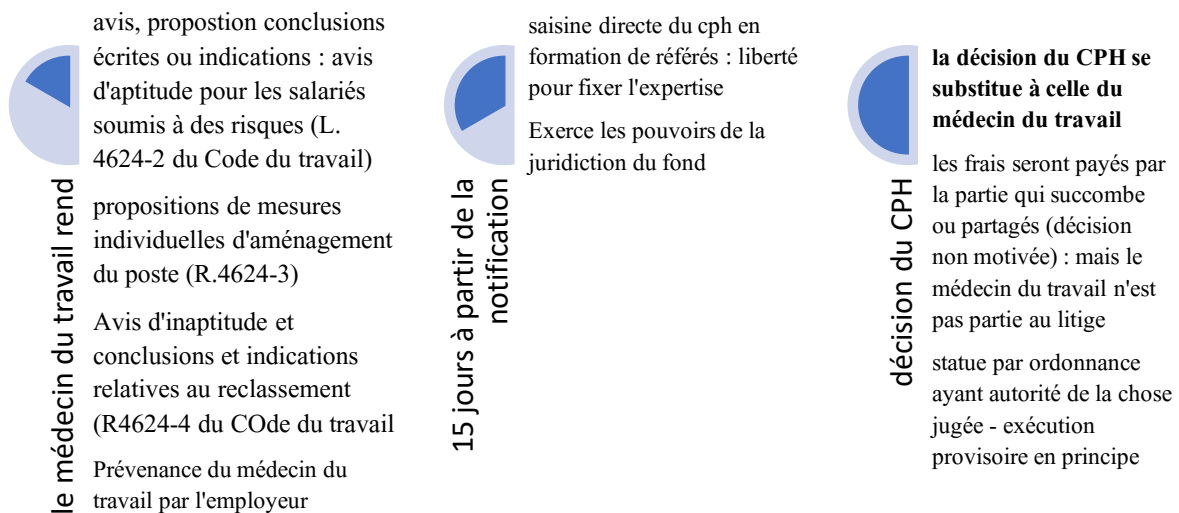 le médecin du travail rend
avis, propostion conclusions
écrites ou indications : avis
d'aptitude pour les salariés
soumis à des risques (L.
4624-2 du Code du travail)
propositions de mesures
individuelles d'aménagement
du poste (R.4624-3)
Avis d'inaptitude et
conclusions et indications
relatives au reclassement
(R4624-4 du COde du travail
Prévenance du médecin du
travail par l'employeur
15 jours à partir de la
notification
saisine directe du cph en
formation de référés : liberté
pour fixer l'expertise
Exerce les pouvoirs de la
juridiction du fond
décision du CPH
la décision du CPH se
substitue à celle du
médecin du travail
les frais seront payés par
la partie qui succombe
ou partagés (décision
non motivée) : mais le
médecin du travail n'est
pas partie au litige
statue par ordonnance
ayant autorité de la chose
jugée - exécution
provisoire en principe